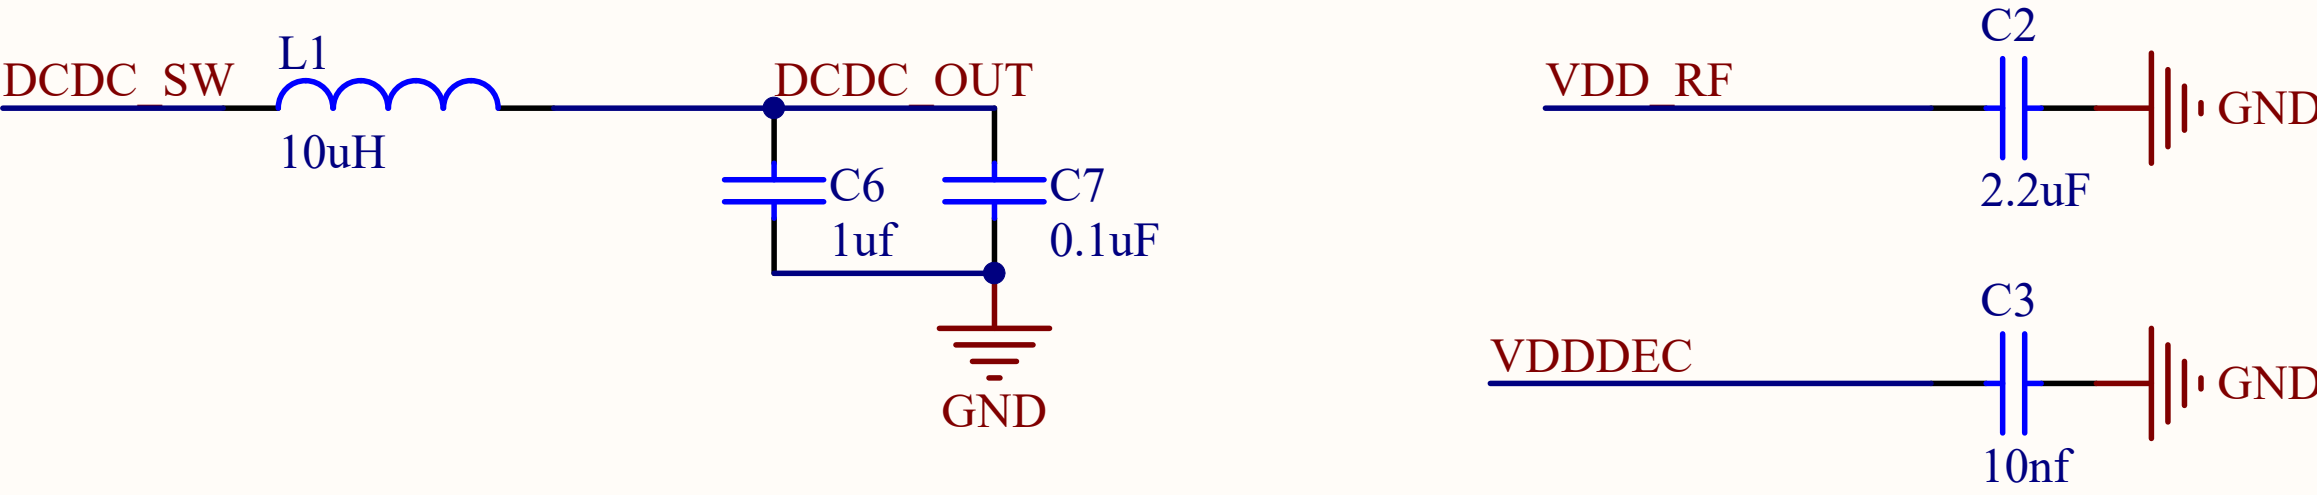 L1
DCDC_SW
10uH
DCDC_OUT
C6
1uf
C7
0.1uF
GND
C2
VDD_RF
GND
2.2uF
C3
VDDDEC
GND
10nf